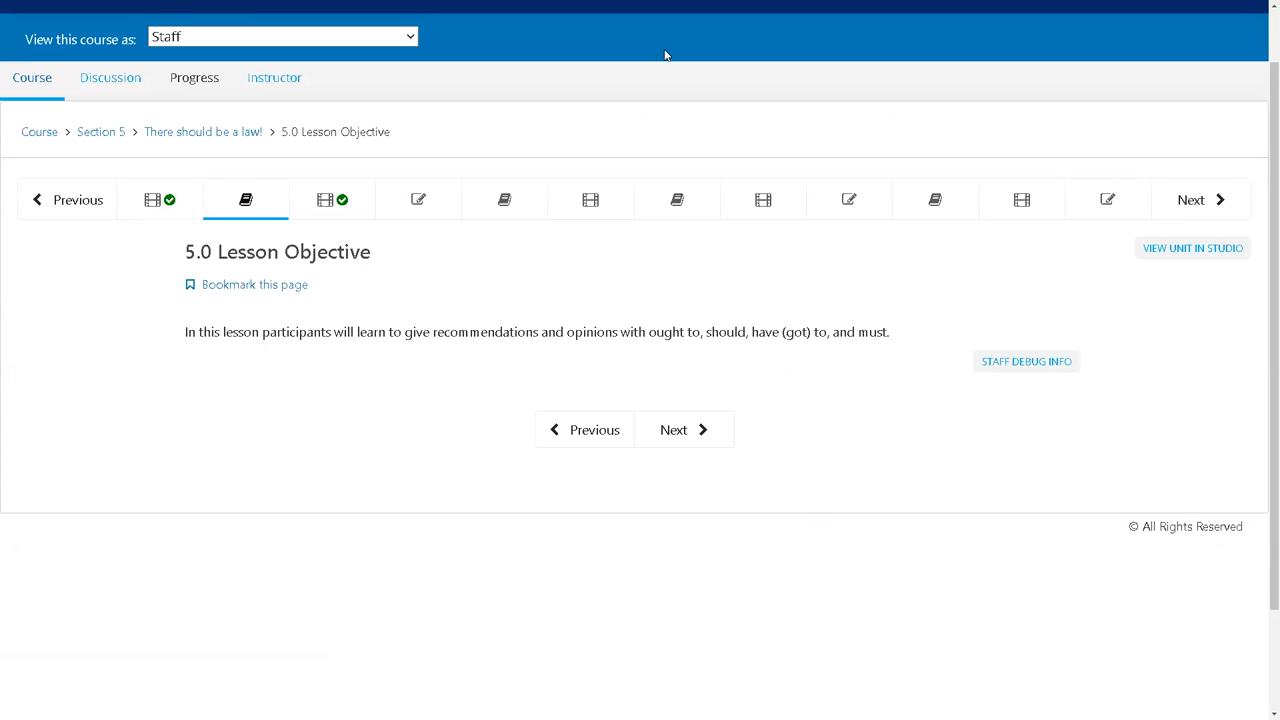 View this course as: Staff
Course Discussion Progress Instructor
Course > Section 5 > There should be a law! > 5.0 Lesson Objective
Previous Next
5.0 Lesson Objective
VIEW UNIT IN STUDIO
Bookmark this page
In this lesson participants will learn to give recommendations and opinions with ought to, should, have (got) to, and must.
STAFF DEBUG INFO
Previous Next
© All Rights Reserved